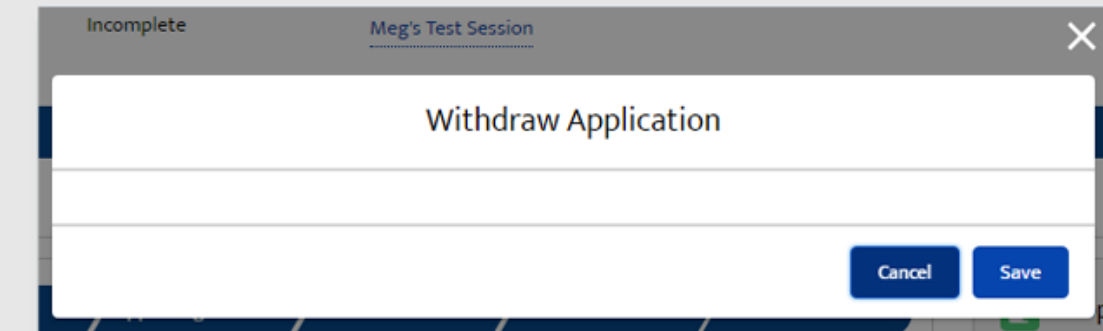 Incomplete
Meg's Test Session
Withdraw Application
Cancel Save